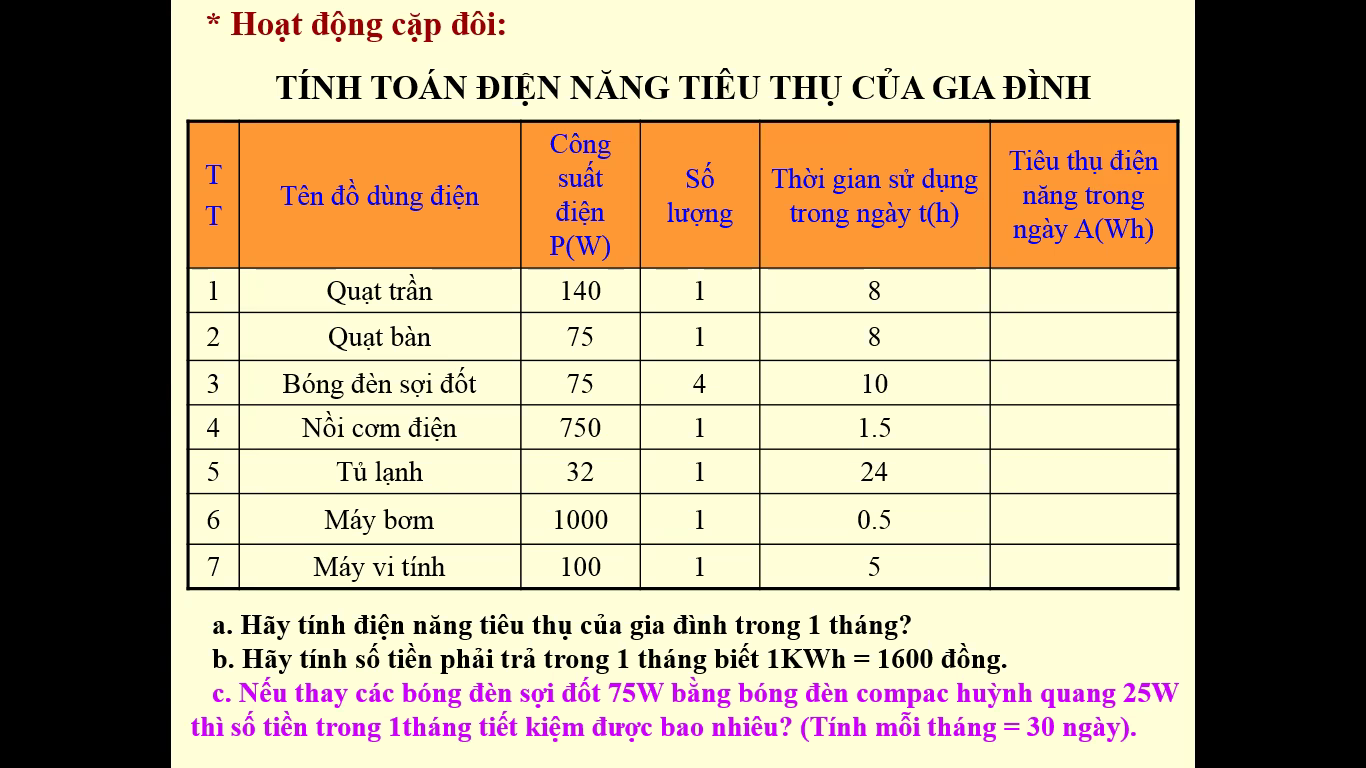 * Hoạt động cặp đôi:
TÍNH TOÁN ĐIỆN NĂNG TIÊU THỤ CỦA GIA ĐÌNH
T T Tên đồ dùng điện Công suất điện P(W) Số lượng Thời gian sử dụng trong ngày t(h) Tiêu thụ điện năng trong ngày A(Wh)
1 Quạt trần 140 1 8
2 Quạt bàn 75 1 8
3 Bóng đèn sợi đốt 75 4 10
4 Nồi cơm điện 750 1 1.5
5 Tủ lạnh 32 1 24
6 Máy bơm 1000 1 0.5
7 Máy vi tính 100 1 5
a. Hãy tính điện năng tiêu thụ của gia đình trong 1 tháng?
b. Hãy tính số tiền phải trả trong 1 tháng biết 1KWh = 1600 đồng.
c. Nếu thay các bóng đèn sợi đốt 75W bằng bóng đèn compac huỳnh quang 25W
thì số tiền trong 1tháng tiết kiệm được bao nhiêu? (Tính mỗi tháng = 30 ngày).